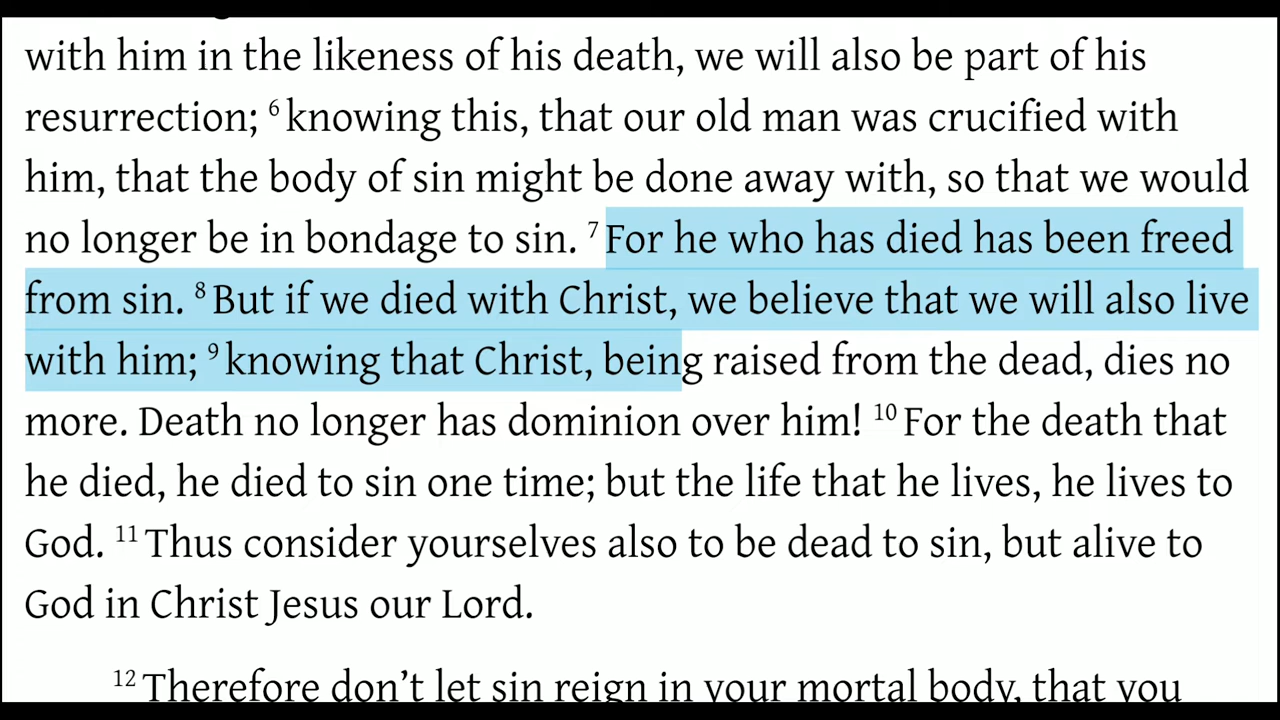 with him in the likeness of his death, we will also be part of his
resurrection; 6 knowing this, that our old man was crucified with
him, that the body of sin might be done away with, so that we would
no longer be in bondage to sin. 7 For he who has died has been freed
from sin. 8 But if we died with Christ, we believe that we will also live
with him; 9 knowing that Christ, being raised from the dead, dies no
more. Death no longer has dominion over him! 10 For the death that
he died, he died to sin one time; but the life that he lives, he lives to
God. 11 Thus consider yourselves also to be dead to sin, but alive to
God in Christ Jesus our Lord.
12 Therefore don’t let sin reign in your mortal body, that you